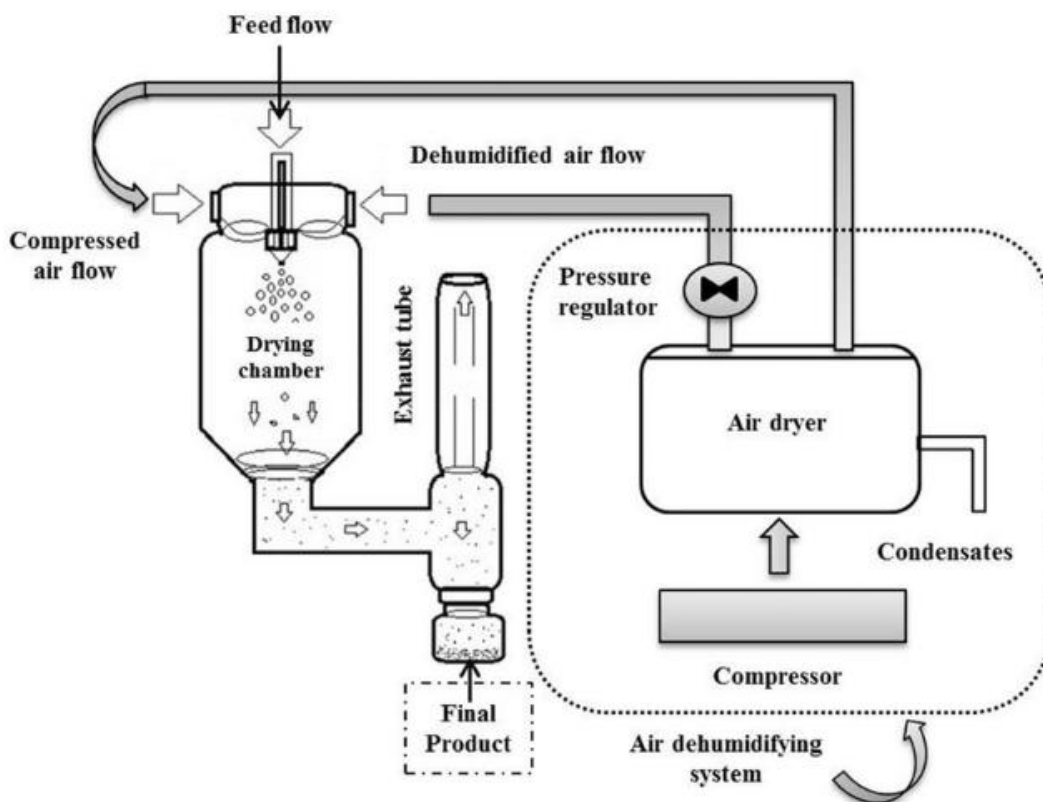 Feed flow
Dehumidified air flow
Compressed
air flow
Pressure
regulator
Drying
chamber
Exhaust tube
Air dryer
Condensates
Compressor
Final
Product
Air dehumidifying
system